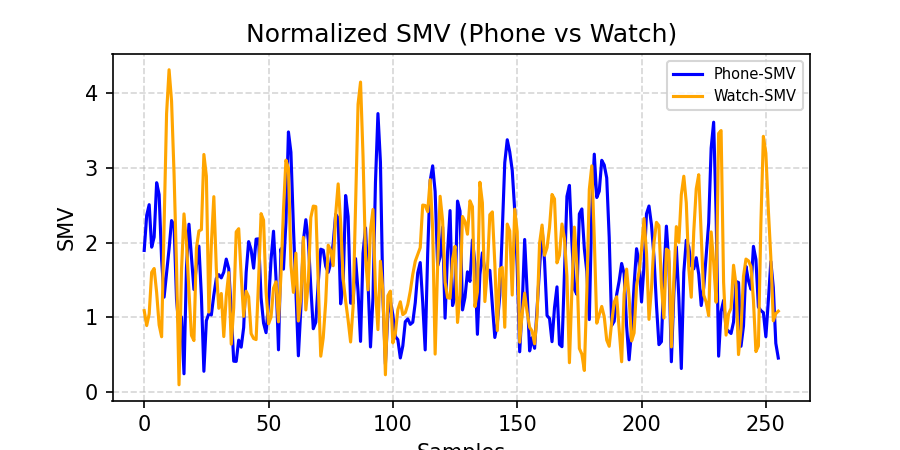 Normalized SMV (Phone vs Watch)
Phone-SMV
Watch-SMV
SMV
4
3
2
1
0
0 50 100 150 200 250
Samples